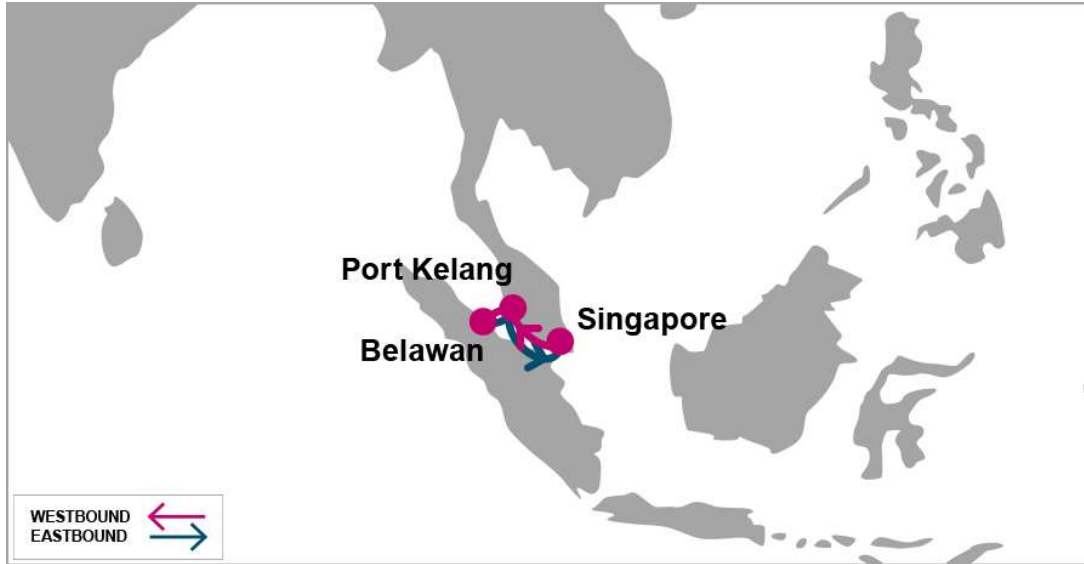 Port Kelang
Singapore
Belawan
WESTBOUND
EASTBOUND